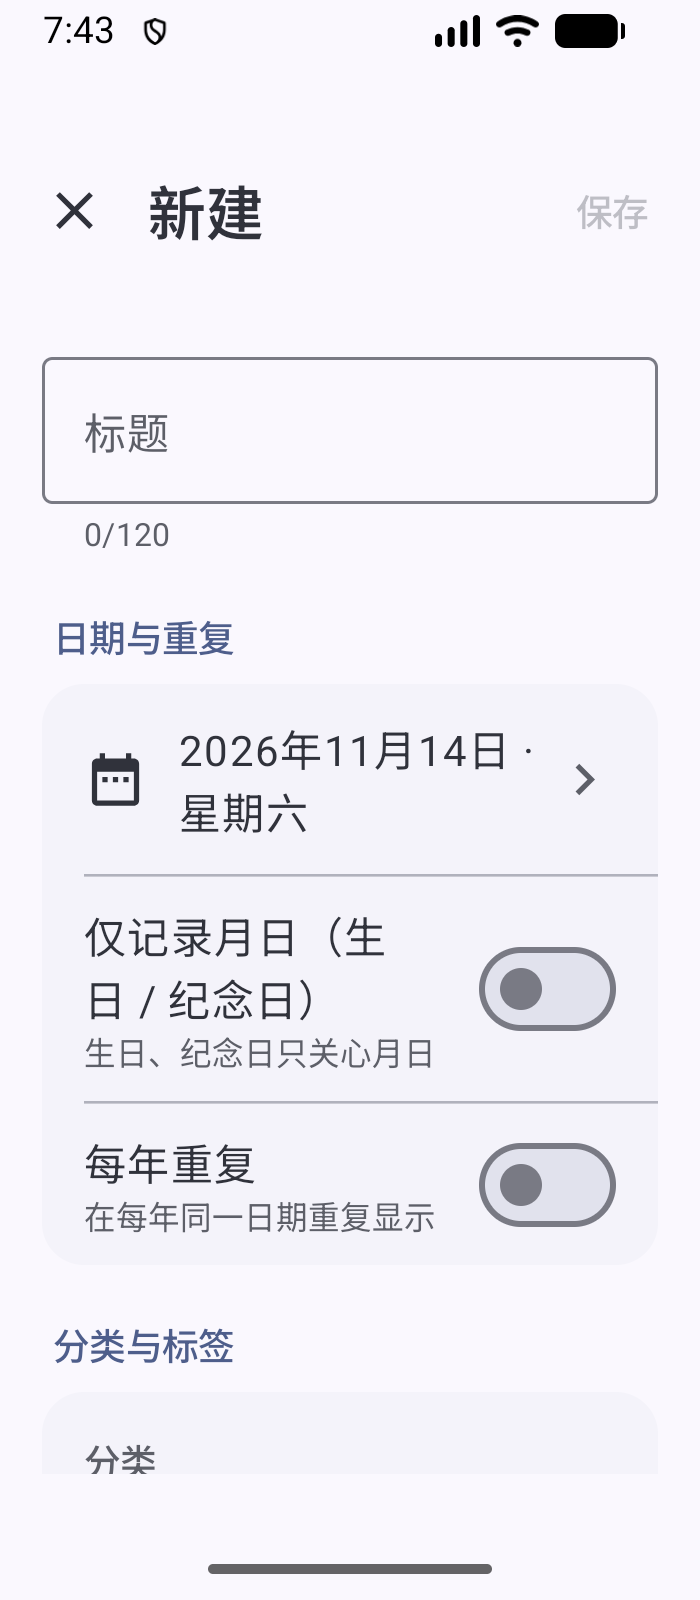 7:43
新建
保存
标题
0/120
日期与重复
2026年11月14日 ·
星期六
仅记录月日（生
日 / 纪念日）
生日、纪念日只关心月日
每年重复
在每年同一日期重复显示
分类与标签
分类